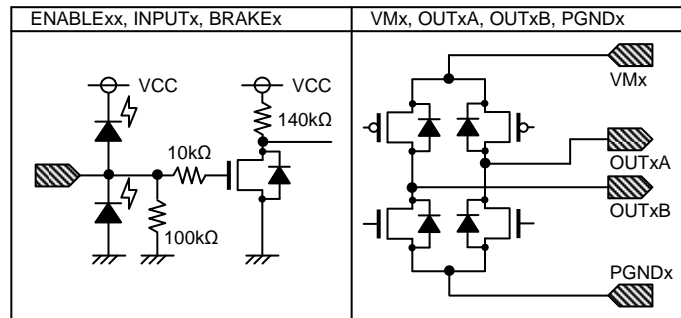 ENABLExx, INPUTx, BRAKEx
VMx, OUTxA, OUTxB, PGNDx
VCC
VCC
140kΩ
10kΩ
100kΩ
VMx
OUTxA
OUTxB
PGNDx